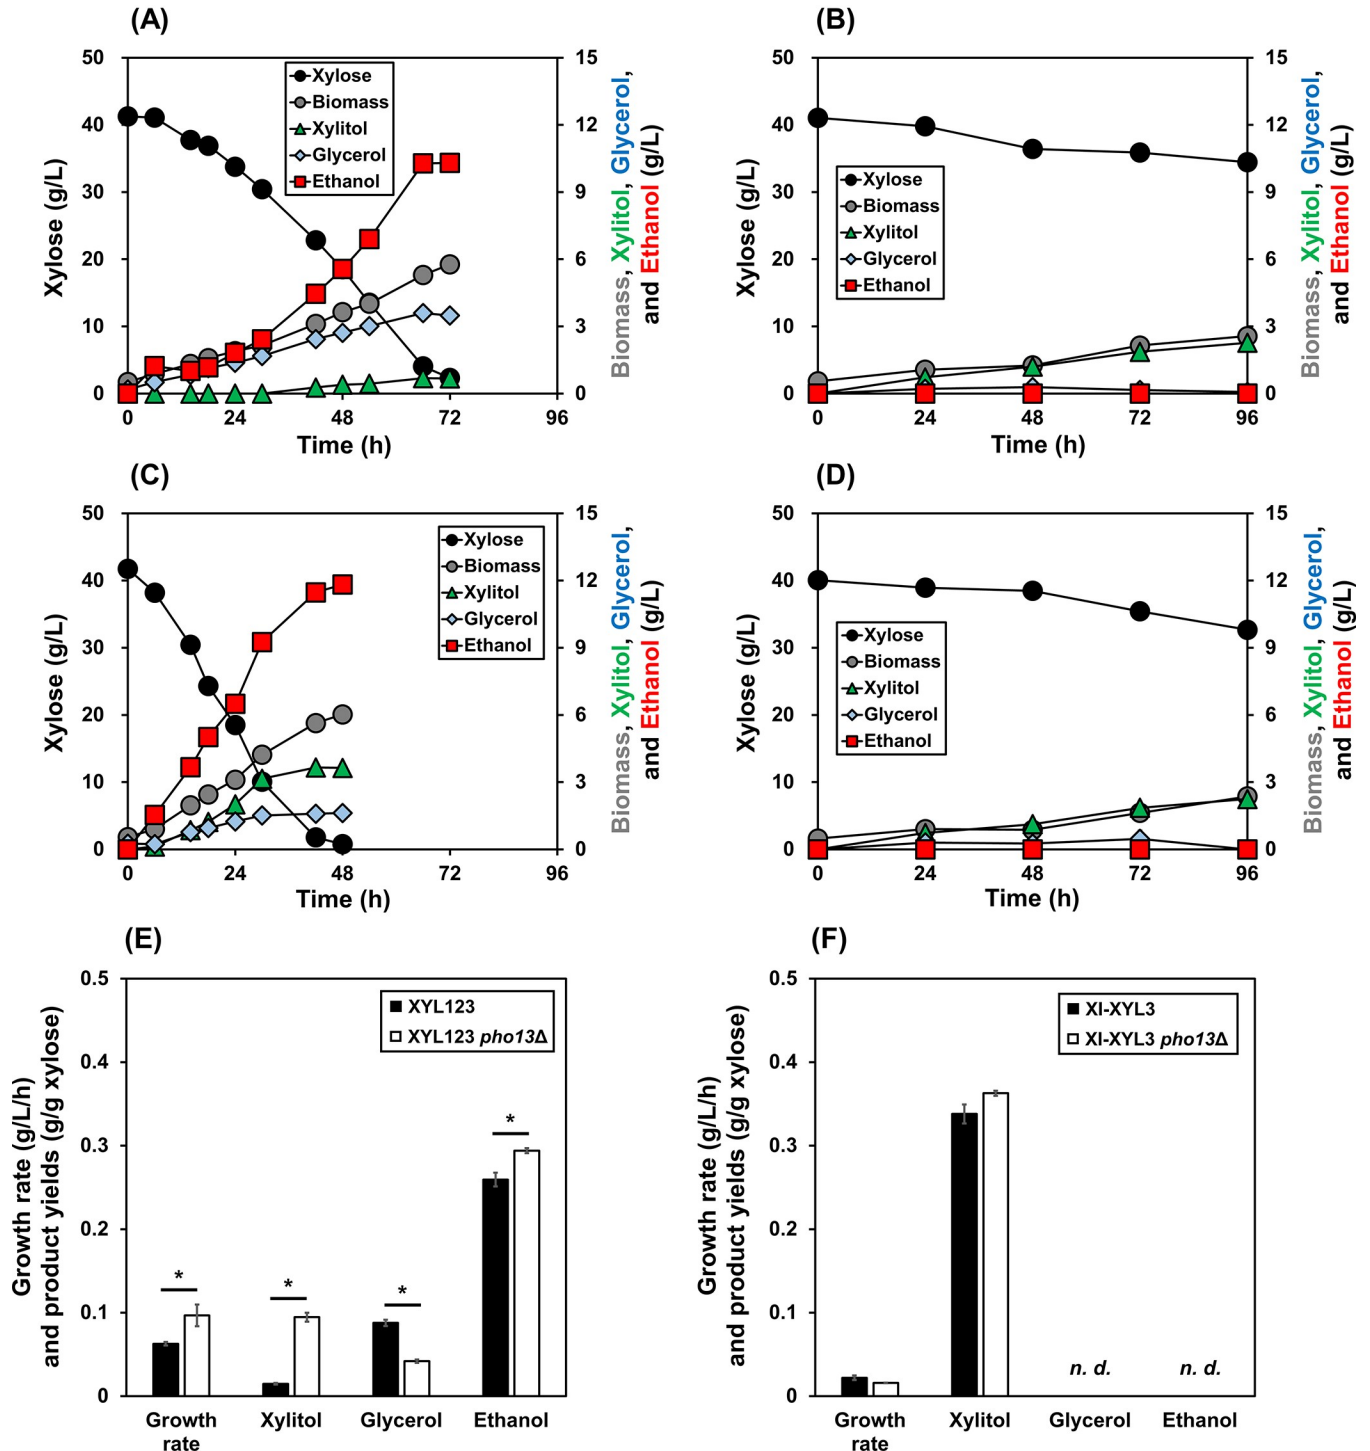 (A)
50
40
30
20
10
0
Xylose (g/L)
Xylose
Biomass
Xylitol
Glycerol
Ethanol
15
12
9
6
3
0
Biomass, Xylitol, Glycerol,
and Ethanol (g/L)
0 24 48 72 96
Time (h)
(B)
50
40
30
20
10
0
Xylose (g/L)
Xylose
Biomass
Xylitol
Glycerol
Ethanol
15
12
9
6
3
0
Biomass, Xylitol, Glycerol,
and Ethanol (g/L)
0 24 48 72 96
Time (h)
(C)
50
40
30
20
10
0
Xylose (g/L)
Xylose
Biomass
Xylitol
Glycerol
Ethanol
15
12
9
6
3
0
Biomass, Xylitol, Glycerol,
and Ethanol (g/L)
0 24 48 72 96
Time (h)
(D)
50
40
30
20
10
0
Xylose (g/L)
Xylose
Biomass
Xylitol
Glycerol
Ethanol
15
12
9
6
3
0
Biomass, Xylitol, Glycerol,
and Ethanol (g/L)
0 24 48 72 96
Time (h)
(E)
0.5
0.4
0.3
0.2
0.1
0
Growth rate (g/L/h)
and product yields (g/g xylose)
XYL123
XYL123 pho13Δ
*
*
*
*
Growth
rate
Xylitol
Glycerol
Ethanol
(F)
0.5
0.4
0.3
0.2
0.1
0
Growth rate (g/L/h)
and product yields (g/g xylose)
XI-XYL3
XI-XYL3 pho13Δ
n. d.
n. d.
Growth
rate
Xylitol
Glycerol
Ethanol